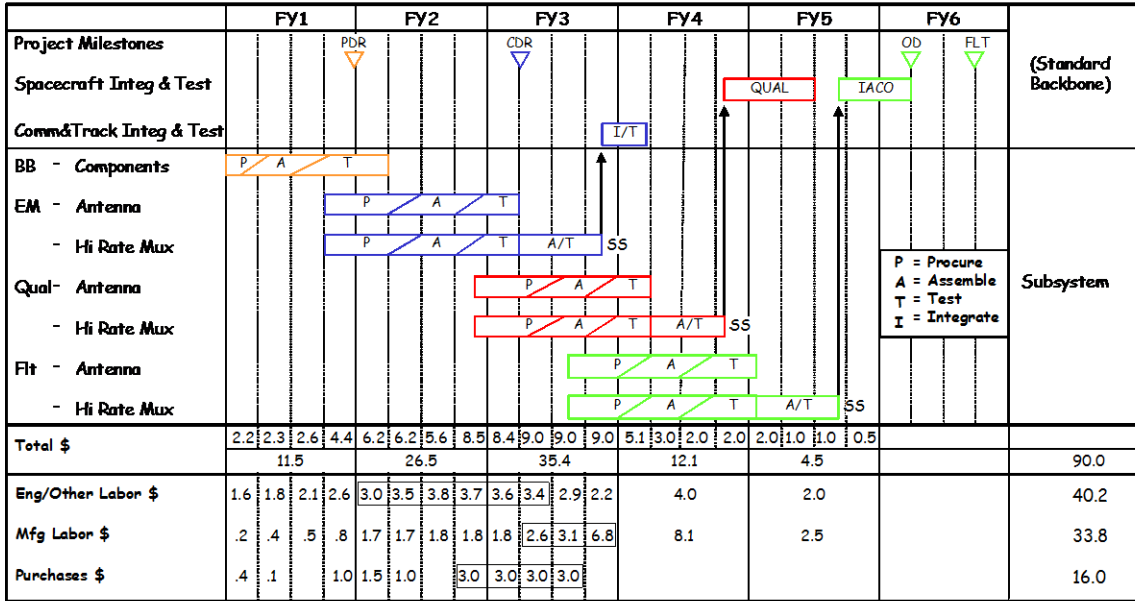 FY1 FY2 FY3 FY4 FY5 FY6
Project Milestones PDR CDR OD FLT
(Standard
Backbone)
Spacecraft Integ & Test QUAL IACO
Comm&Track Integ & Test I/T
BB - Components P A T
EM - Antenna P A T
- Hi Rate Mux P A T A/T SS
P = Procure
A = Assemble
T = Test
I = Integrate
Subsystem
Qual- Antenna P A T
- Hi Rate Mux P A T A/T SS
Flt - Antenna P A T
- Hi Rate Mux P A T A/T SS
Total $ 2.2 2.3 2.6 4.4 6.2 6.2 5.6 8.5 8.4 9.0 9.0 9.0 5.1 3.0 2.0 2.0 2.0 1.0 1.0 0.5
11.5 26.5 35.4 12.1 4.5 90.0
Eng/Other Labor $ 1.6 1.8 2.1 2.6 3.0 3.5 3.8 3.7 3.6 3.4 2.9 2.2 4.0 2.0 40.2
Mfg Labor $ .2 .4 .5 .8 1.7 1.7 1.8 1.8 1.8 2.6 3.1 6.8 8.1 2.5 33.8
Purchases $ .4 .1 1.0 1.5 1.0 3.0 3.0 3.0 3.0 16.0